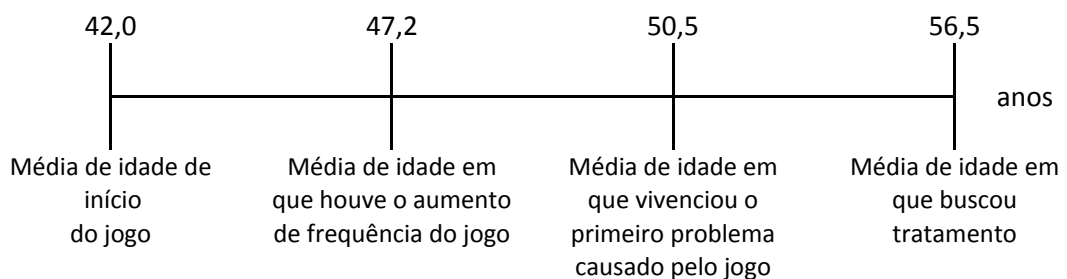 42,0
47,2
50,5
56,5
anos
Média de idade de
início
do jogo
Média de idade em
que houve o aumento
de frequência do jogo
Média de idade em
que vivenciou o
primeiro problema
causado pelo jogo
Média de idade em
que buscou
tratamento